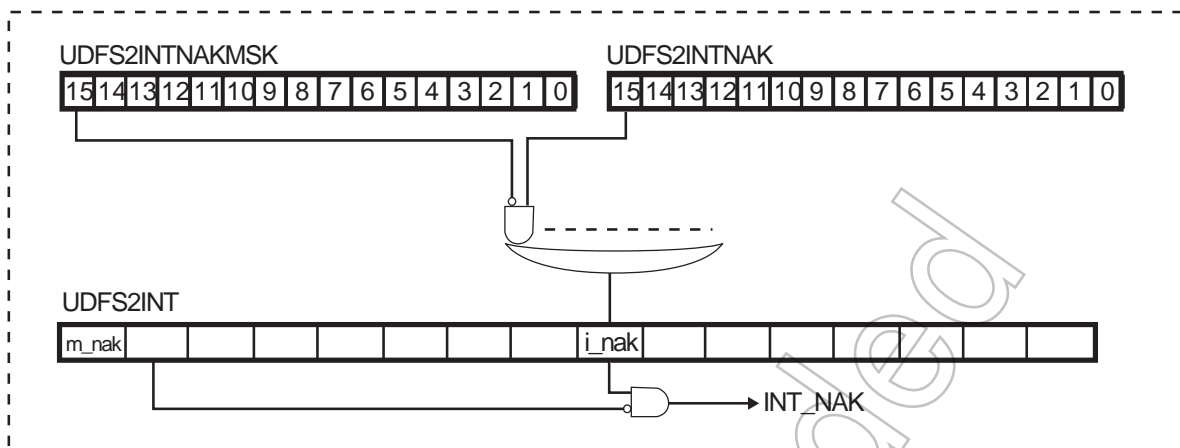 UDFS2INTNAKMSK
UDFS2INTNAK
15 14 13 12 11 10 9 8 7 6 5 4 3 2 1 0
15 14 13 12 11 10 9 8 7 6 5 4 3 2 1 0
UDFS2INT
m_nak i_nak
INT_NAK
ded